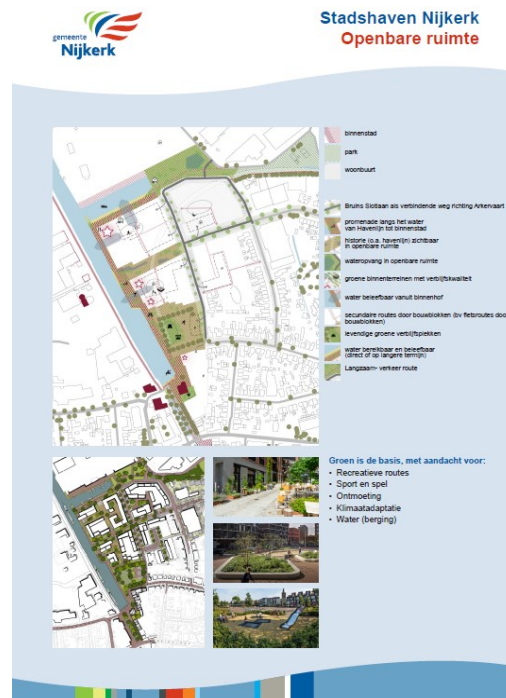 gemeente
Nijkerk
Stadshaven Nijkerk
Openbare ruimte
binnenstad
park
woonbuurt
Bruins Slotlaan als verbindende weg richting Arkervaart
promenade langs het water
van Havenlijn tot binnenstad
historie (o.a. havenlijn) zichtbaar
in openbare ruimte
wateropvang in openbare ruimte
groene binnenterreinen met verblijfskwaliteit
water beleefbaar vanuit binnenhof
secundaire routes door bouwblokken (bv fietsroutes doo
bouwblokken)
levendige groene verblijfsplekken
water bereikbaar en beleefbaar
(direct of op langere termijn)
Langzaam- verkeer route
Groen is de basis, met aandacht voor:
• Recreatieve routes
• Sport en spel
• Ontmoeting
• Klimaatadaptatie
• Water (berging)